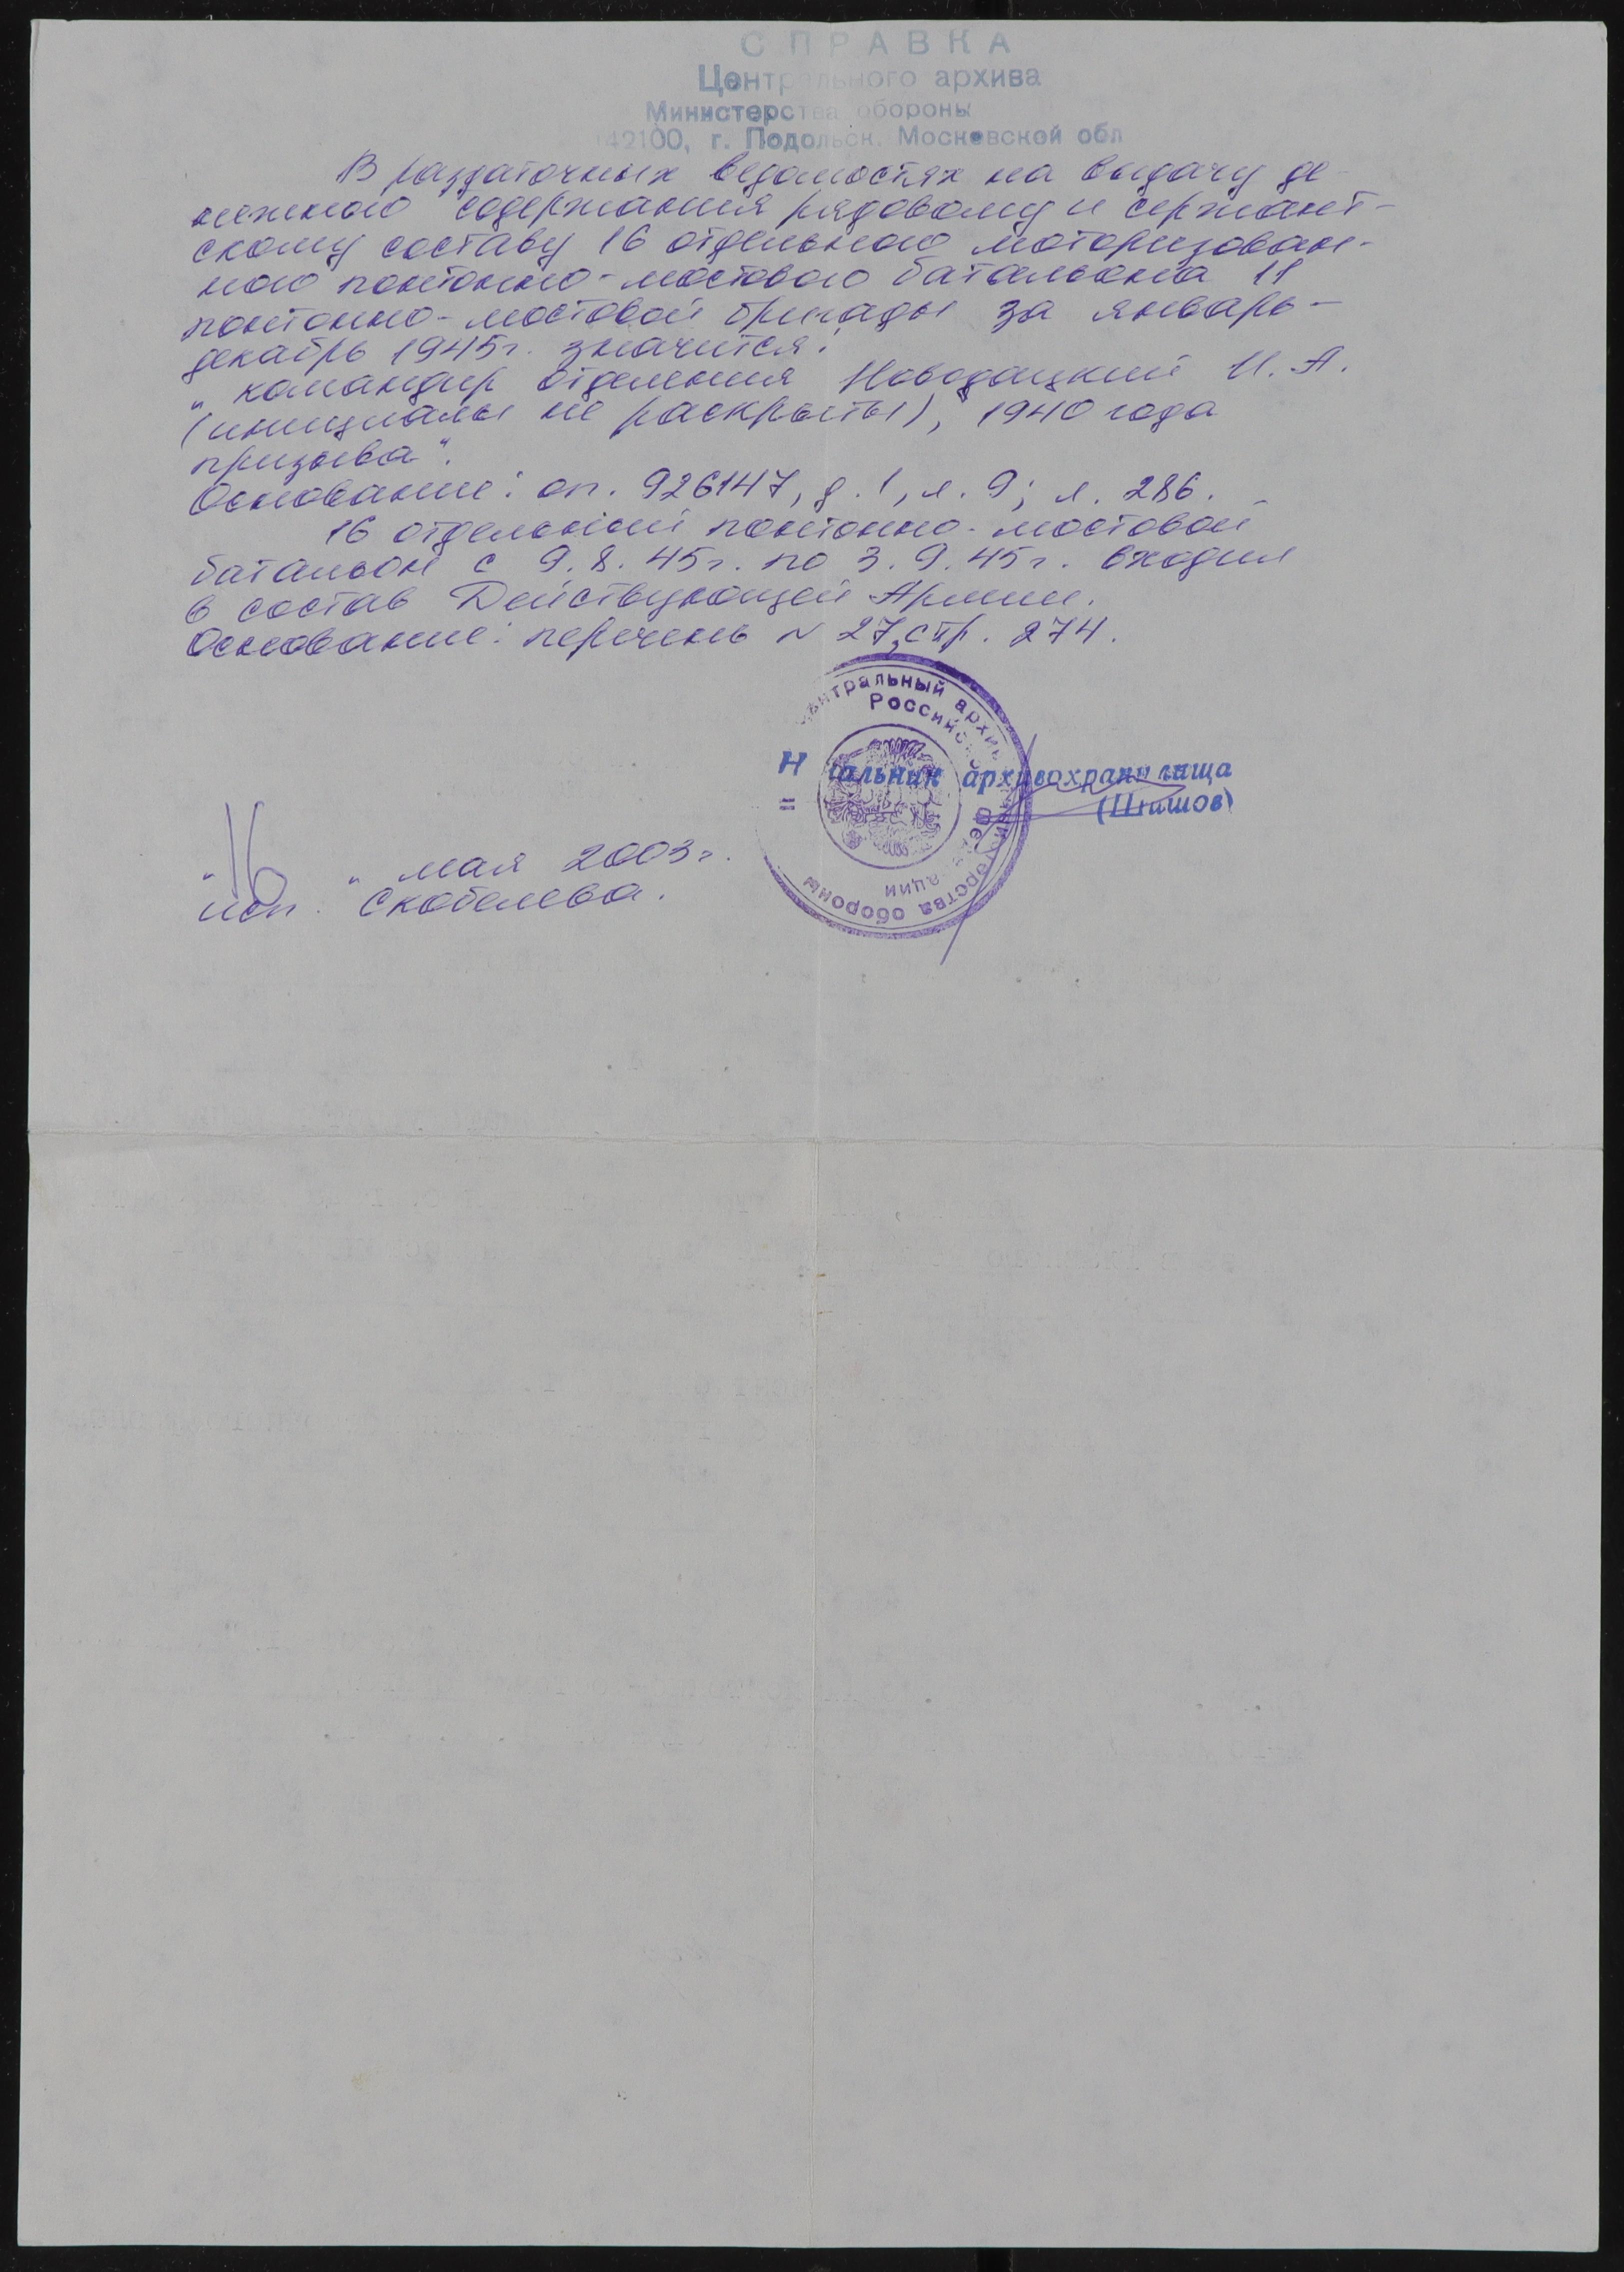 СПРАВКА
Центрального архива
Министерства обороны
142100, г. Подольск, Московской обл
В раздаточных ведомостях на выдачу де
нежного содержания рядовому и сержант-
скому составу 16 отдельного моторизован-
ного понтонно-мостового батальона 11
понтонно-мостовой бригады за январь-
декабрь 1945г. значится:
"командир отделения Новодацкий И. А.
(инициалы не раскрыты), 1940 года
призыва".
Основание: оп. 926147, д. 1, л. 9; л. 286.
16 отдельный понтонно-мостовой
батальон с 9.8.45г. по 3.9.45г. входил
в состав Действующей Армии.
Основание: перечень N 27, стр. 274.
Центральный архив Министерства обороны
Российской Федерации
Начальник архивохранилища
= (Шишов)
"16" мая 2003г.
исп. Скобелева.